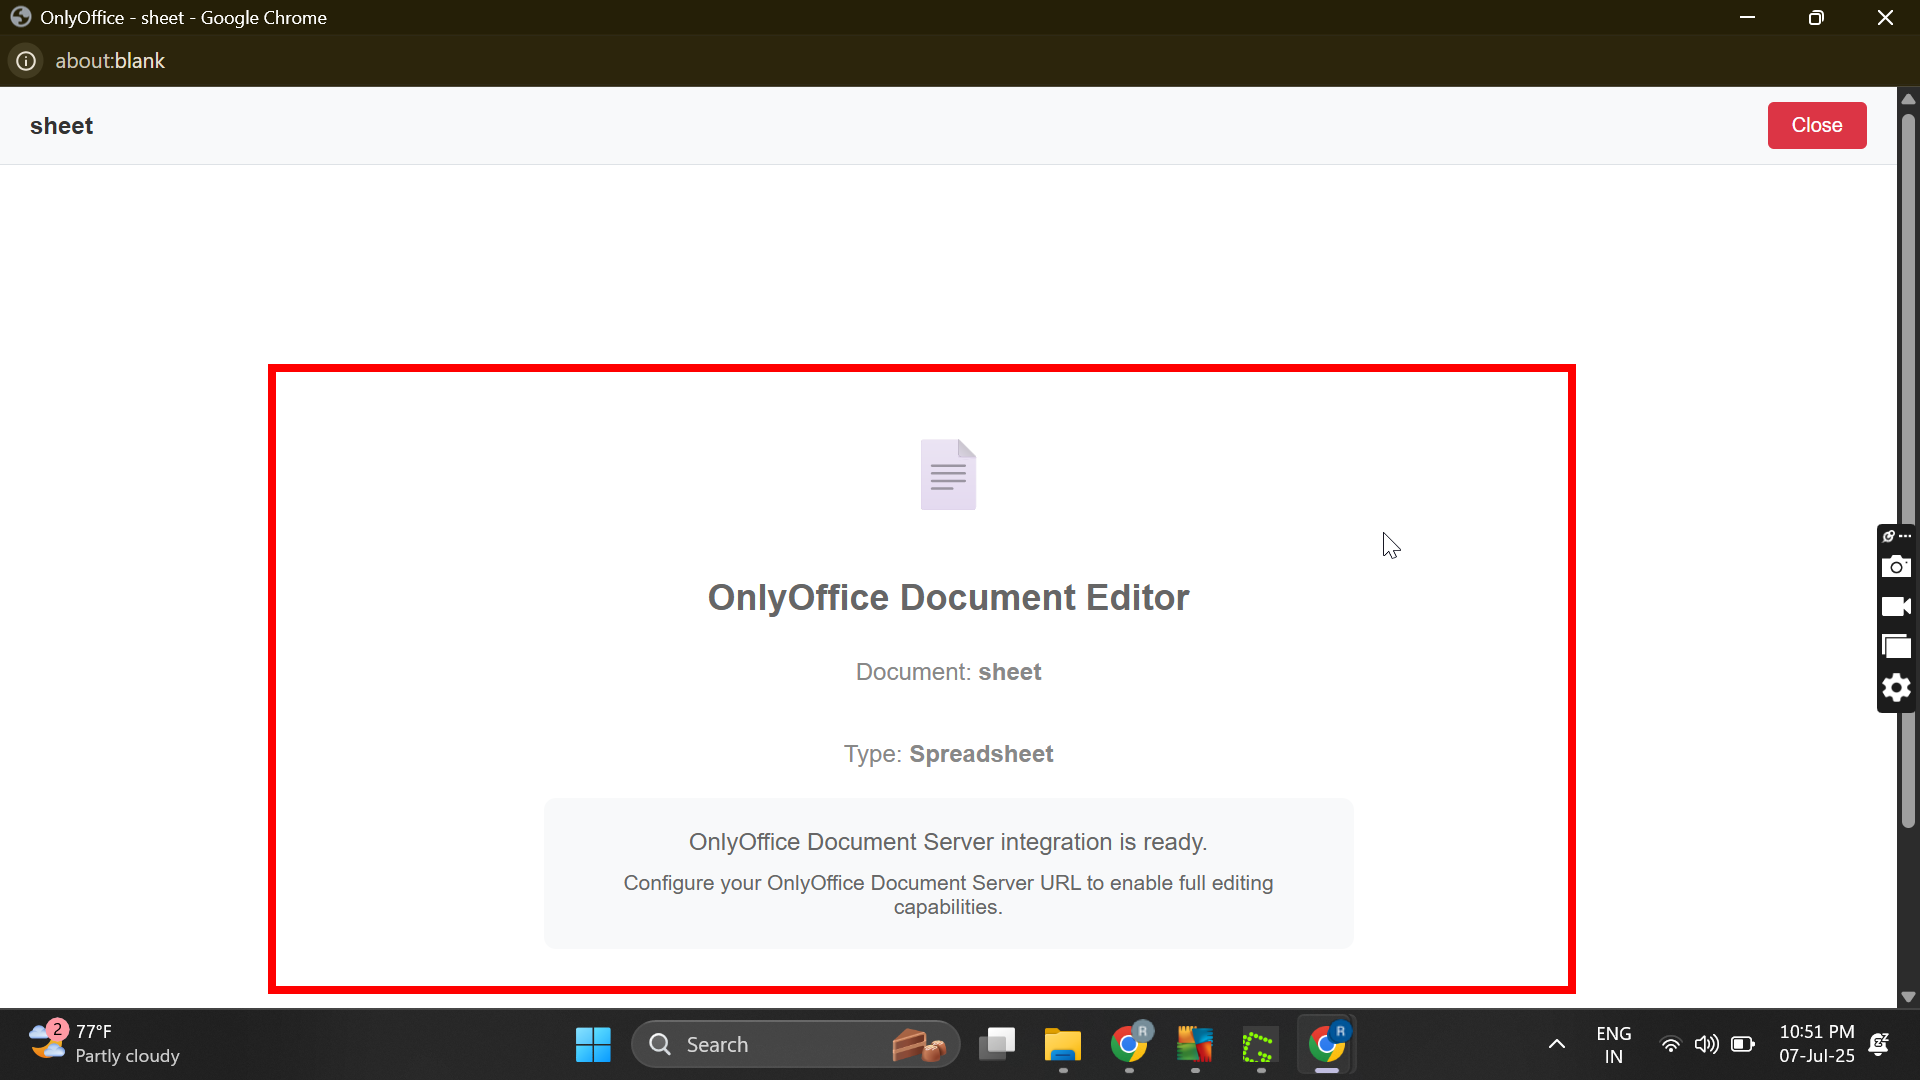 OnlyOffice - sheet - Google Chrome
about:blank
sheet
Close
OnlyOffice Document Editor
Document: sheet
Type: Spreadsheet
OnlyOffice Document Server integration is ready.
Configure your OnlyOffice Document Server URL to enable full editing
capabilities.
2
77°F
Partly cloudy
Search
R
R
ENG
IN
10:51 PM
07-Jul-25